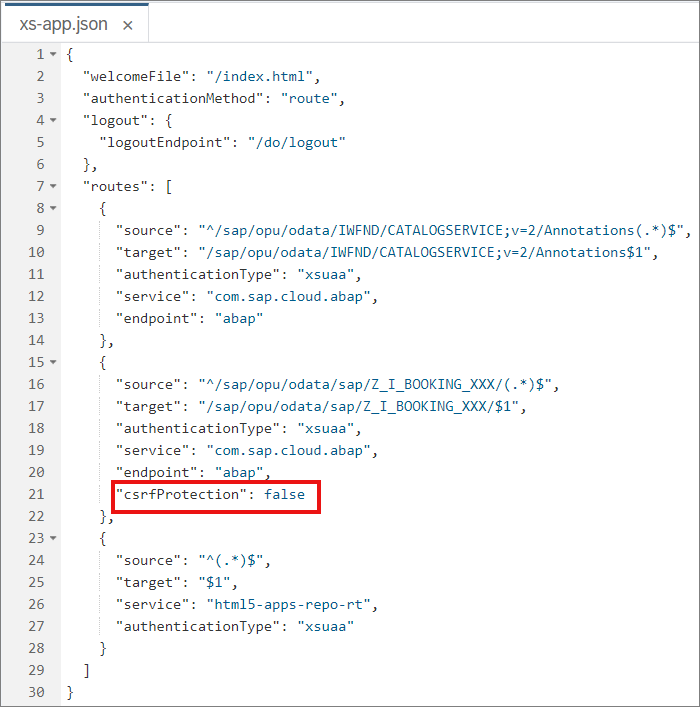 xs-app.json ×
1 {
2 "welcomeFile": "/index.html",
3 "authenticationMethod": "route",
4 "logout": {
5 "logoutEndpoint": "/do/logout"
6 },
7 "routes": [
8 {
9 "source": "^/sap/opu/odata/IWFND/CATALOGSERVICE;v=2/Annotations(.*)$",
10 "target": "/sap/opu/odata/IWFND/CATALOGSERVICE;v=2/Annotations$1",
11 "authenticationType": "xsuaa",
12 "service": "com.sap.cloud.abap",
13 "endpoint": "abap"
14 },
15 {
16 "source": "^/sap/opu/odata/sap/Z_I_BOOKING_XXX/(.*)$",
17 "target": "/sap/opu/odata/sap/Z_I_BOOKING_XXX/$1",
18 "authenticationType": "xsuaa",
19 "service": "com.sap.cloud.abap",
20 "endpoint": "abap",
21 "csrfProtection": false
22 },
23 {
24 "source": "^(.*)$",
25 "target": "$1",
26 "service": "html5-apps-repo-rt",
27 "authenticationType": "xsuaa"
28 }
29 ]
30 }